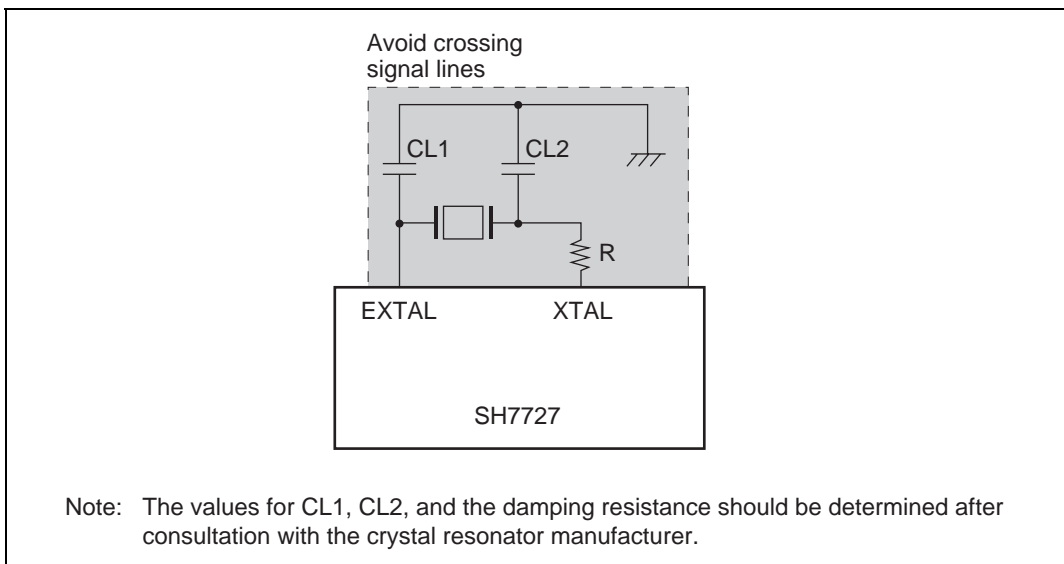 Avoid crossing
signal lines
CL1
CL2
R
EXTAL
XTAL
SH7727
Note: The values for CL1, CL2, and the damping resistance should be determined after
consultation with the crystal resonator manufacturer.